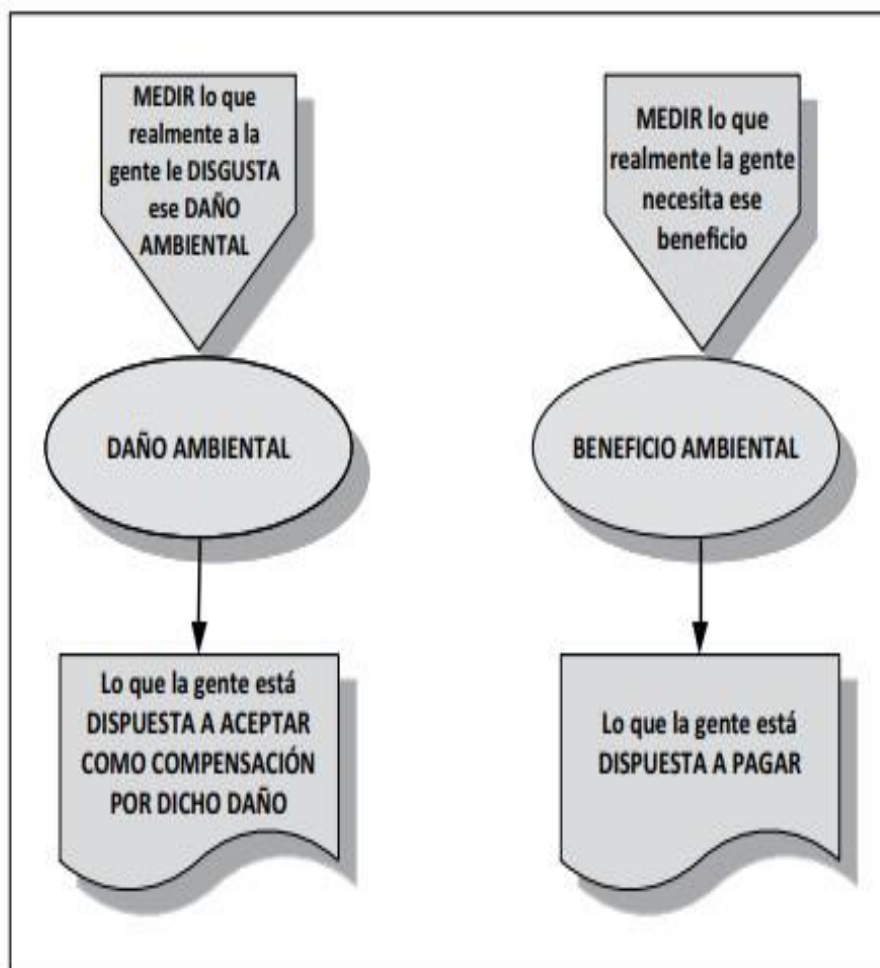 MEDIR lo que
realmente a la
gente le DISGUSTA
ese DAÑO
AMBIENTAL
DAÑO AMBIENTAL
Lo que la gente está
DISPUESTA A ACEPTAR
COMO COMPENSACIÓN
POR DICHO DAÑO
MEDIR lo que
realmente la gente
necesita ese
beneficio
BENEFICIO AMBIENTAL
Lo que la gente está
DISPUESTA A PAGAR